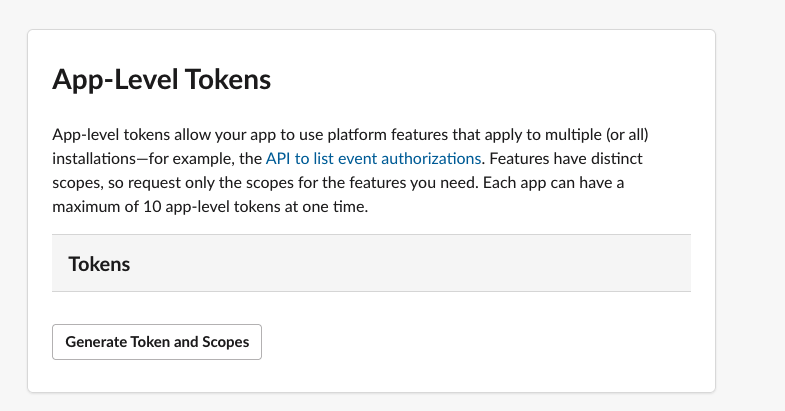 App-Level Tokens
App-level tokens allow your app to use platform features that apply to multiple (or all)
installations—for example, the API to list event authorizations. Features have distinct
scopes, so request only the scopes for the features you need. Each app can have a
maximum of 10 app-level tokens at one time.
Tokens
Generate Token and Scopes